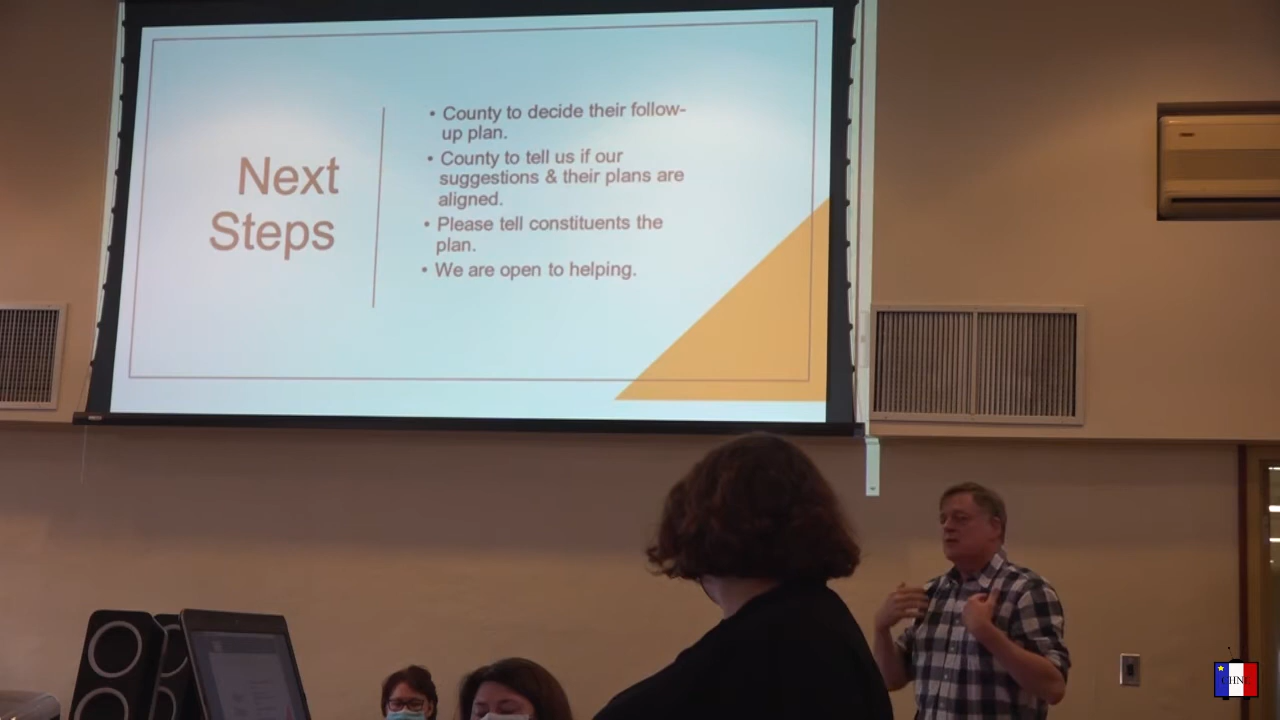 Next
Steps
• County to decide their follow-
up plan.
• County to tell us if our
suggestions & their plans are
aligned.
• Please tell constituents the
plan.
• We are open to helping.